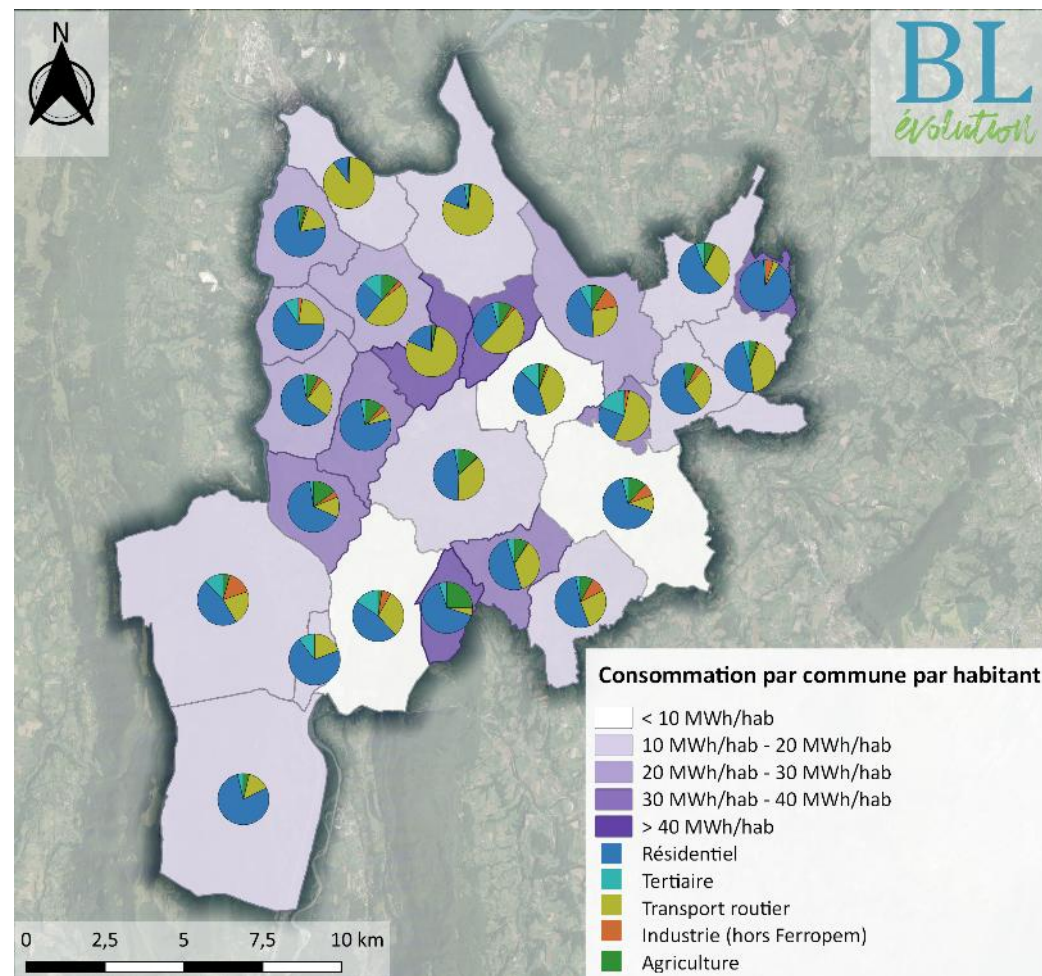 N
BL
évolution
Consommation par commune par habitant
< 10 MWh/hab
10 MWh/hab - 20 MWh/hab
20 MWh/hab - 30 MWh/hab
30 MWh/hab - 40 MWh/hab
> 40 MWh/hab
Résidentiel
Tertiaire
Transport routier
Industrie (hors Ferropem)
Agriculture
0 2,5 5 7,5 10 km